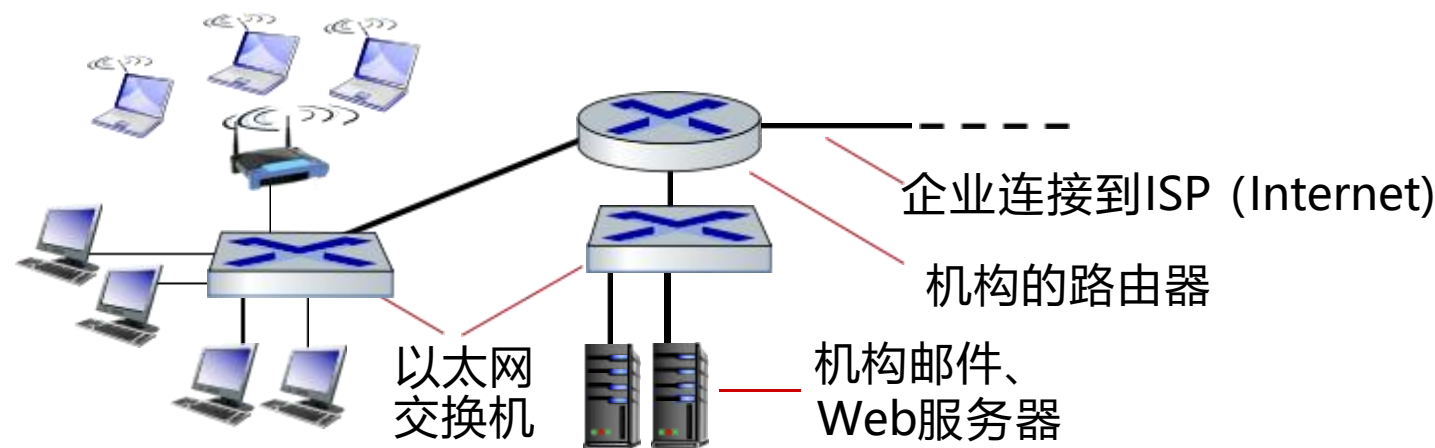 企业连接到ISP (Internet)
机构的路由器
以太网
交换机
机构邮件、
Web服务器